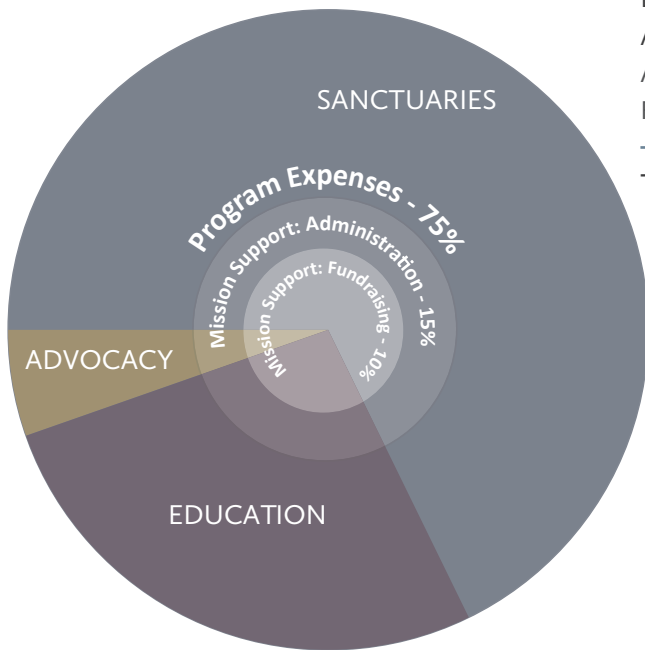 SANCTUARIES
Program Expenses - 75%
Mission Support: Administration - 15%
Mission Support: Fundraising - 10%
ADVOCACY
EDUCATION